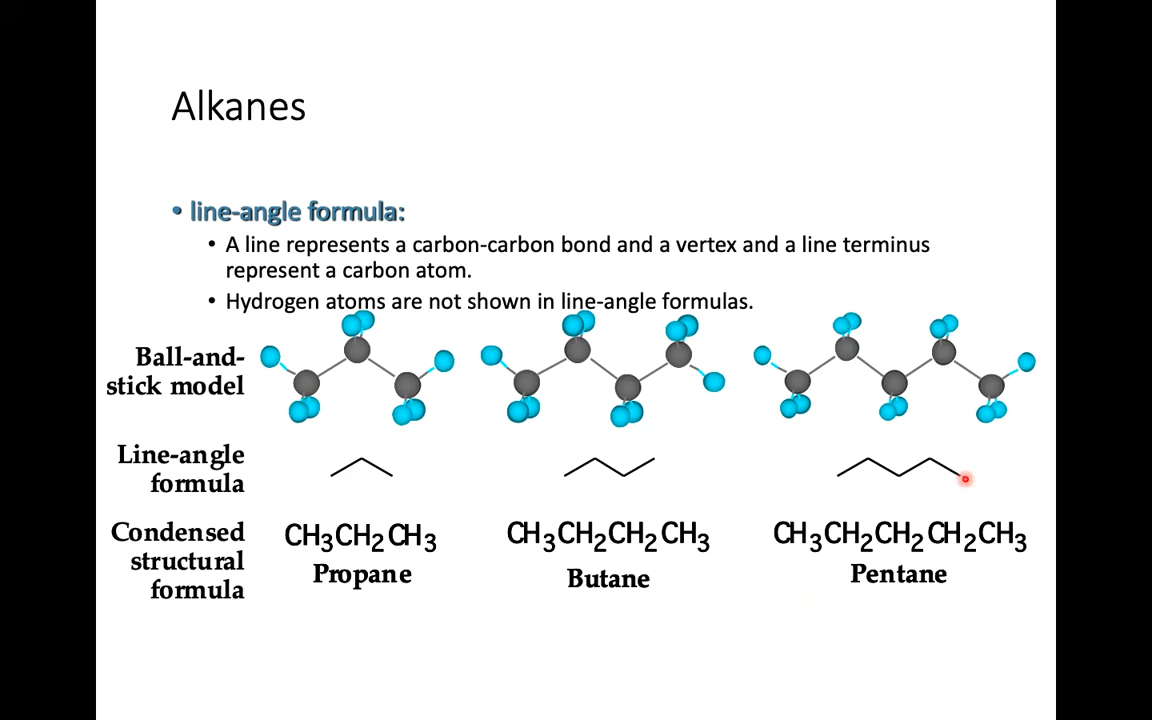 Alkanes
• line-angle formula:
• A line represents a carbon-carbon bond and a vertex and a line terminus
represent a carbon atom.
• Hydrogen atoms are not shown in line-angle formulas.
Ball-and-
stick model
Line-angle
formula
Condensed
structural
formula
CH₃CH₂CH₃
Propane
CH₃CH₂CH₂CH₃
Butane
CH₃CH₂CH₂CH₂CH₃
Pentane